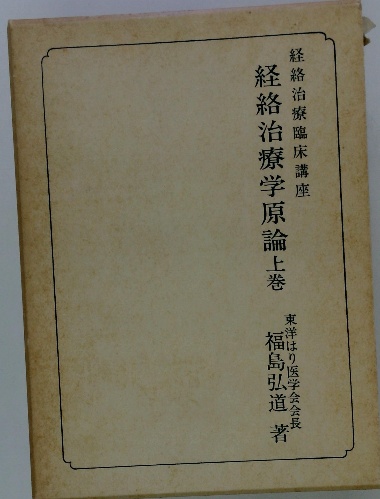 経絡治療臨床講座
経絡治療学原論上巻
東洋はり医学会会長
福島弘道 著